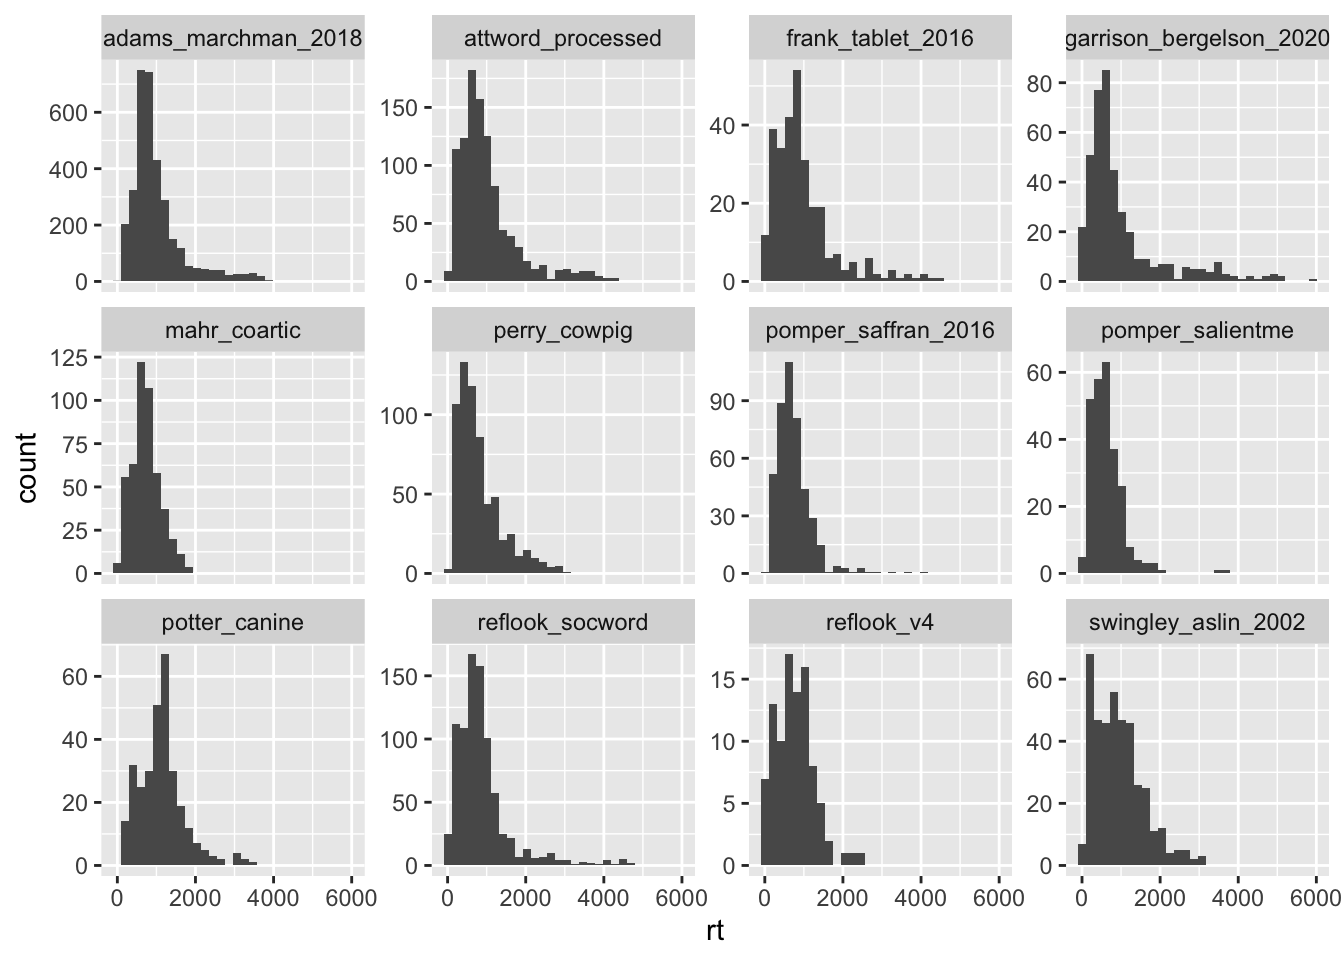 adams_marchman_2018 attword_processed frank_tablet_2016 garrison_bergelson_2020
600 150 40 80
400 100 20 60
200 50 0 40
0 0 20
0
mahr_coartic perry_cowpig pomper_saffran_2016 pomper_salientme
125 100 90 60
100 50 60 40
75 0 30 20
50 0 0
25
0
count
potter_canine reflook_socword reflook_v4 swingley_aslin_2002
60 150 15 60
40 100 10 40
20 50 5 20
0 0 0 0
0 2000 4000 6000 0 2000 4000 6000 0 2000 4000 6000 0 2000 4000 6000
rt